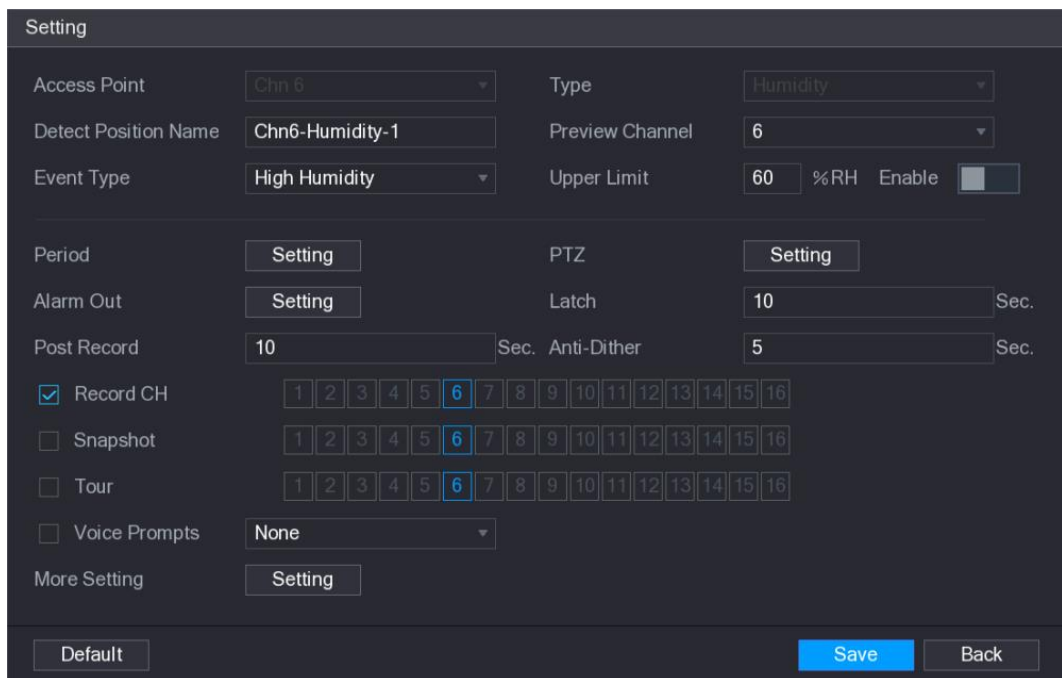 Setting
Access Point Chn 6 Type Humidity
Detect Position Name Chn6-Humidity-1 Preview Channel 6
Event Type High Humidity Upper Limit 60 %RH Enable
Period Setting PTZ Setting
Alarm Out Setting Latch 10 Sec.
Post Record 10 Sec. Anti-Dither 5 Sec.
Record CH 1 2 3 4 5 6 7 8 9 10 11 12 13 14 15 16
Snapshot 1 2 3 4 5 6 7 8 9 10 11 12 13 14 15 16
Tour 1 2 3 4 5 6 7 8 9 10 11 12 13 14 15 16
Voice Prompts None
More Setting Setting
Default Save Back